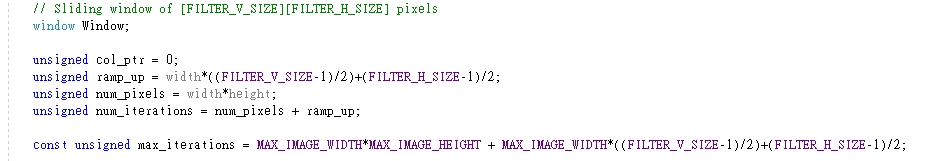 // Sliding window of [FILTER_V_SIZE][FILTER_H_SIZE] pixels
window Window;
unsigned col_ptr = 0;
unsigned ramp_up = width*((FILTER_V_SIZE-1)/2)+(FILTER_H_SIZE-1)/2;
unsigned num_pixels = width*height;
unsigned num_iterations = num_pixels + ramp_up;
const unsigned max_iterations = MAX_IMAGE_WIDTH*MAX_IMAGE_HEIGHT + MAX_IMAGE_WIDTH*((FILTER_V_SIZE-1)/2)+(FILTER_H_SIZE-1)/2;